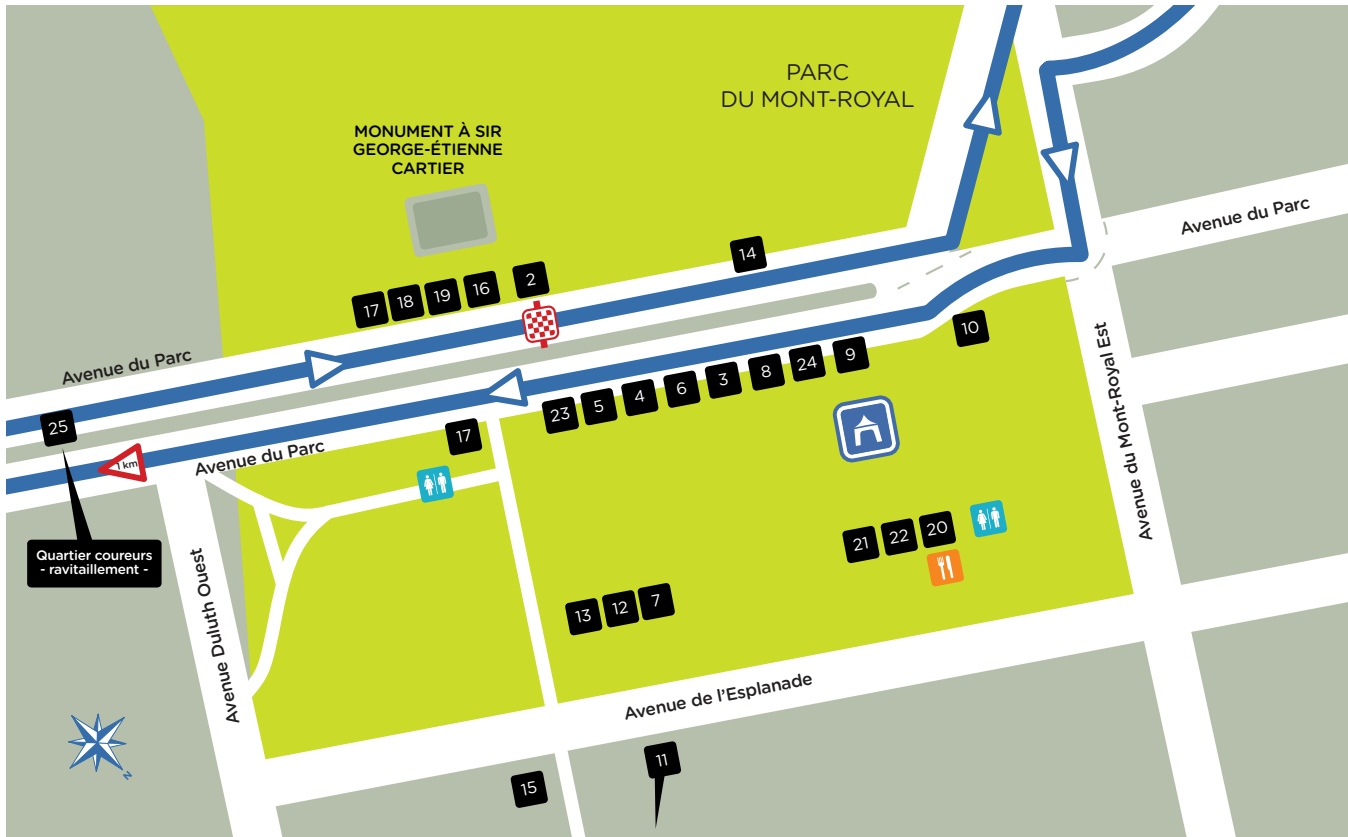 PARC
DU MONT-ROYAL
MONUMENT À SIR
GEORGE-ÉTIENNE
CARTIER
Avenue du Parc
14
2
16
19
18
17
Avenue du Parc
10
Avenue du Mont-Royal Est
9
24
8
3
6
4
5
23
17
25
1 km
Avenue du Parc
Quartier coureurs
- ravitaillement -
Avenue Duluth Ouest
21
22
20
13
12
7
Avenue de l'Esplanade
11
15
N